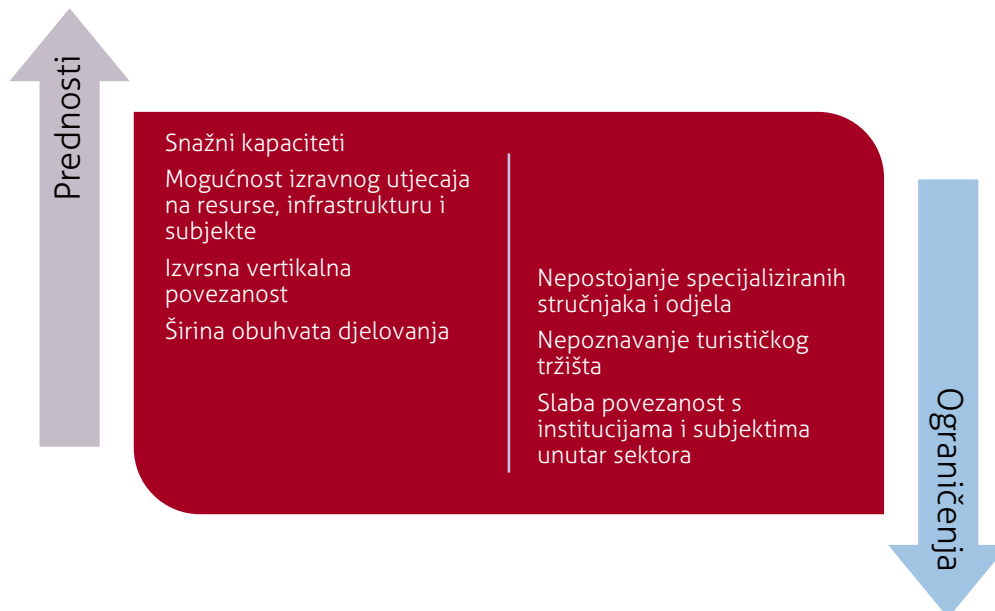 Prednosti
Snažni kapaciteti
Mogućnost izravnog utjecaja
na resurse, infrastrukturu i
subjekte
Izvrsna vertikalna
povezanost
Širina obuhvata djelovanja
Nepostojanje specijaliziranih
stručnjaka i odjela
Nepoznavanje turističkog
tržišta
Slaba povezanost s
institucijama i subjektima
unutar sektora
Ograničenja